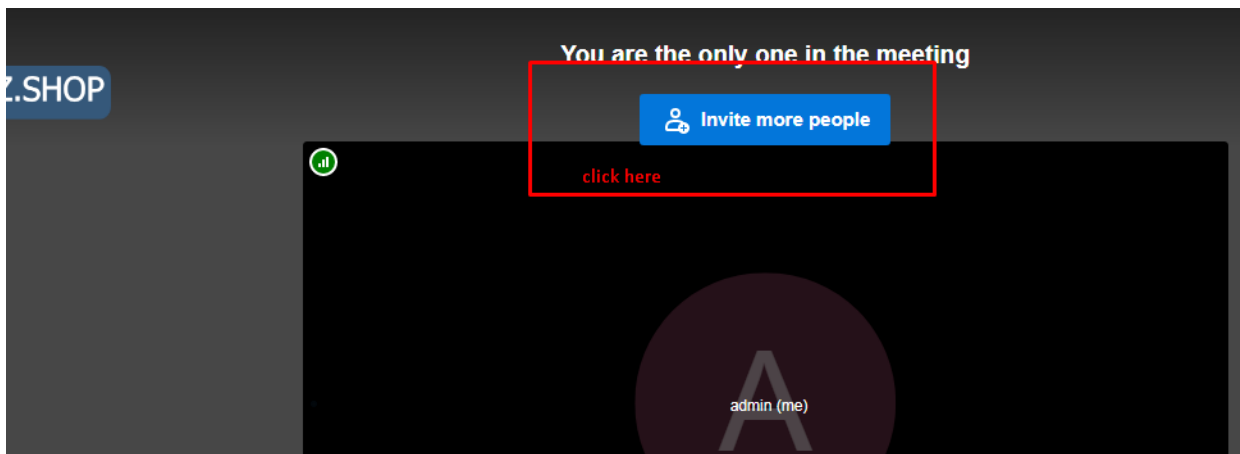 You are the only one in the meeting
Z.SHOP
Invite more people
click here
A
admin (me)